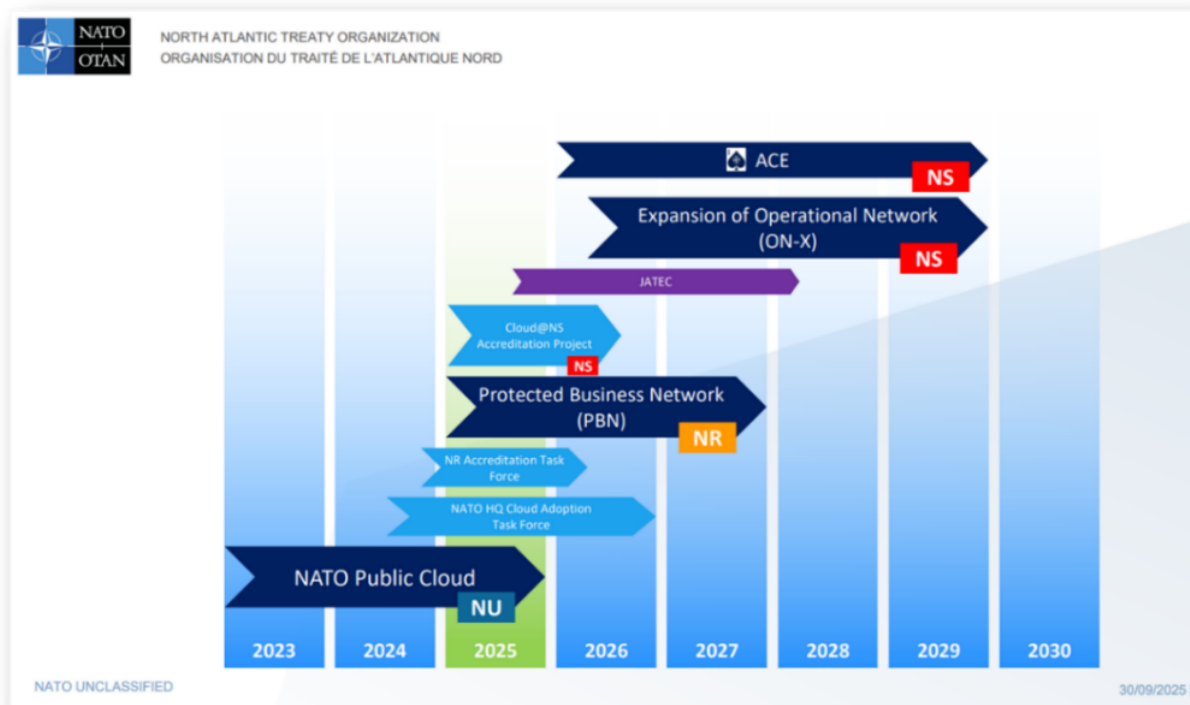 NATO
OTAN
NORTH ATLANTIC TREATY ORGANIZATION
ORGANISATION DU TRAITÉ DE L'ATLANTIQUE NORD
ACE
NS
Expansion of Operational Network
(ON-X)
NS
JATEC
Cloud@NS
Accreditation Project
NS
Protected Business Network
(PBN)
NR
NR Accreditation Task
Force
NATO HQ Cloud Adoption
Task Force
NATO Public Cloud
NU
2023 2024 2025 2026 2027 2028 2029 2030
NATO UNCLASSIFIED
30/09/2025